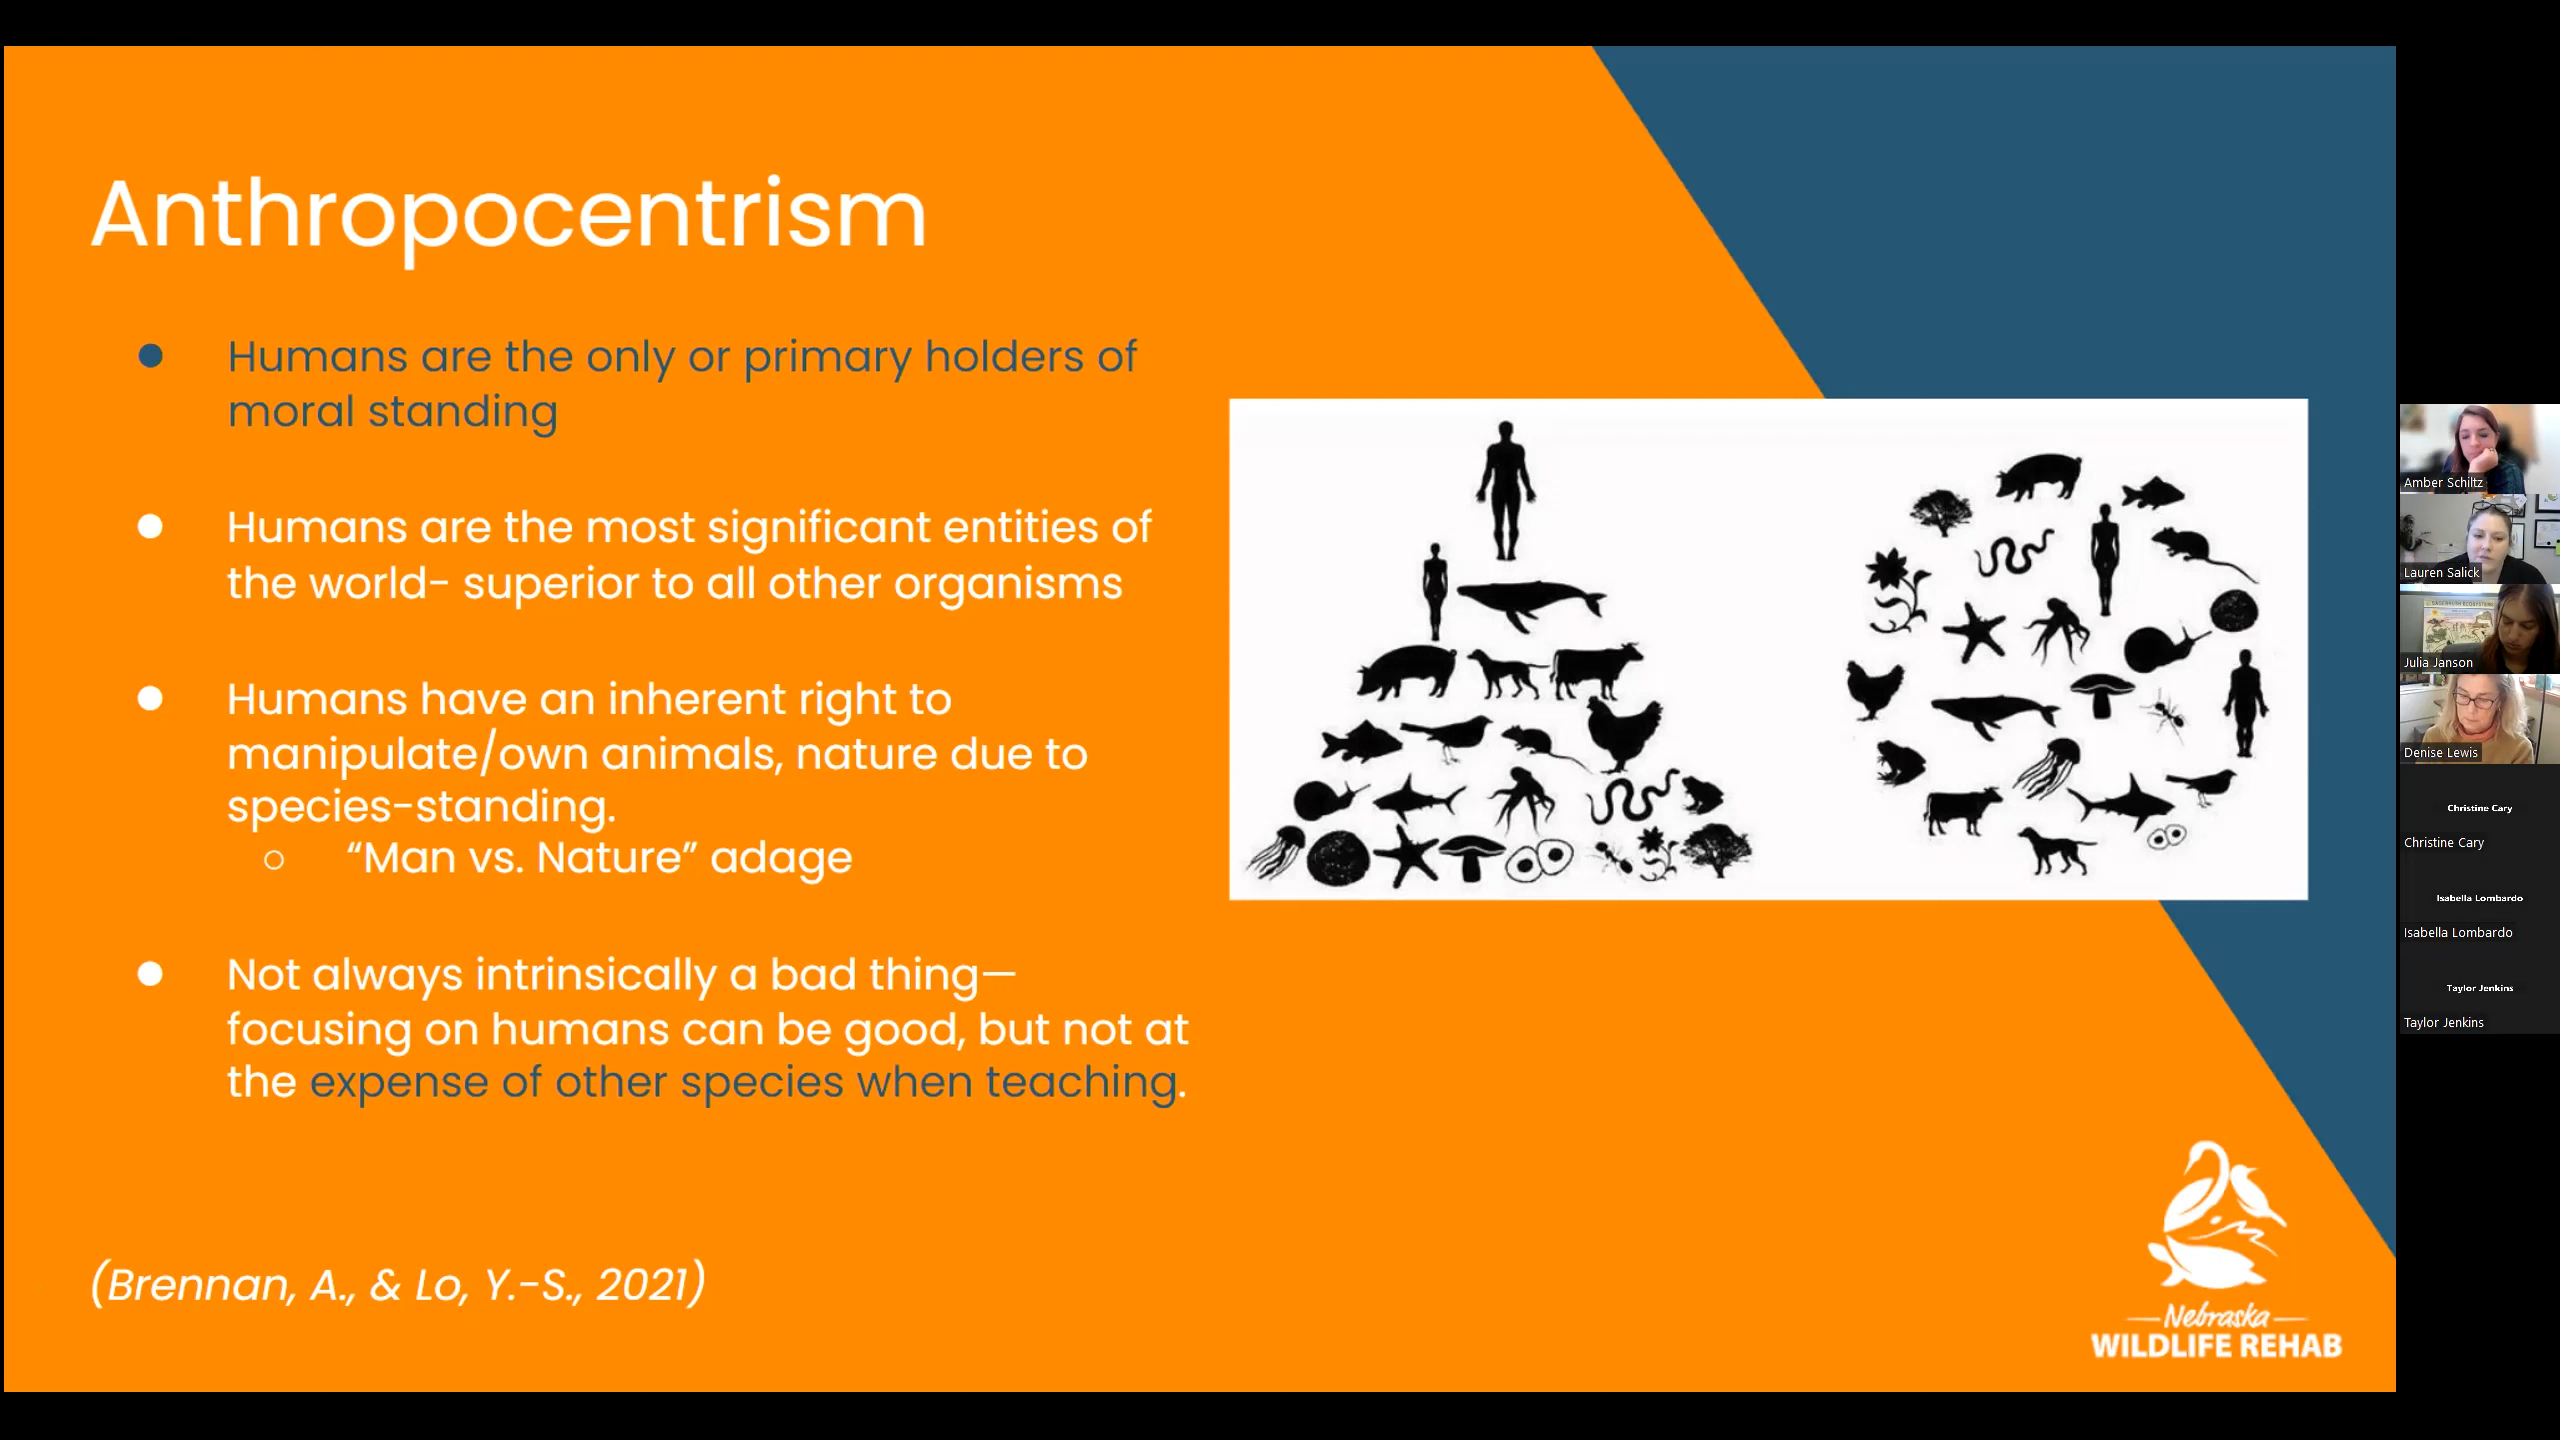 Anthropocentrism
● Humans are the only or primary holders of
moral standing
● Humans are the most significant entities of
the world- superior to all other organisms
● Humans have an inherent right to
manipulate/own animals, nature due to
species-standing.
○ “Man vs. Nature” adage
● Not always intrinsically a bad thing—
focusing on humans can be good, but not at
the expense of other species when teaching.
(Brennan, A., & Lo, Y.-S., 2021)
Nebraska
WILDLIFE REHAB
Amber Schiltz
Lauren Salick
Julia Janson
Denise Lewis
Christine Cary
Christine Cary
Isabella Lombardo
Isabella Lombardo
Taylor Jenkins
Taylor Jenkins